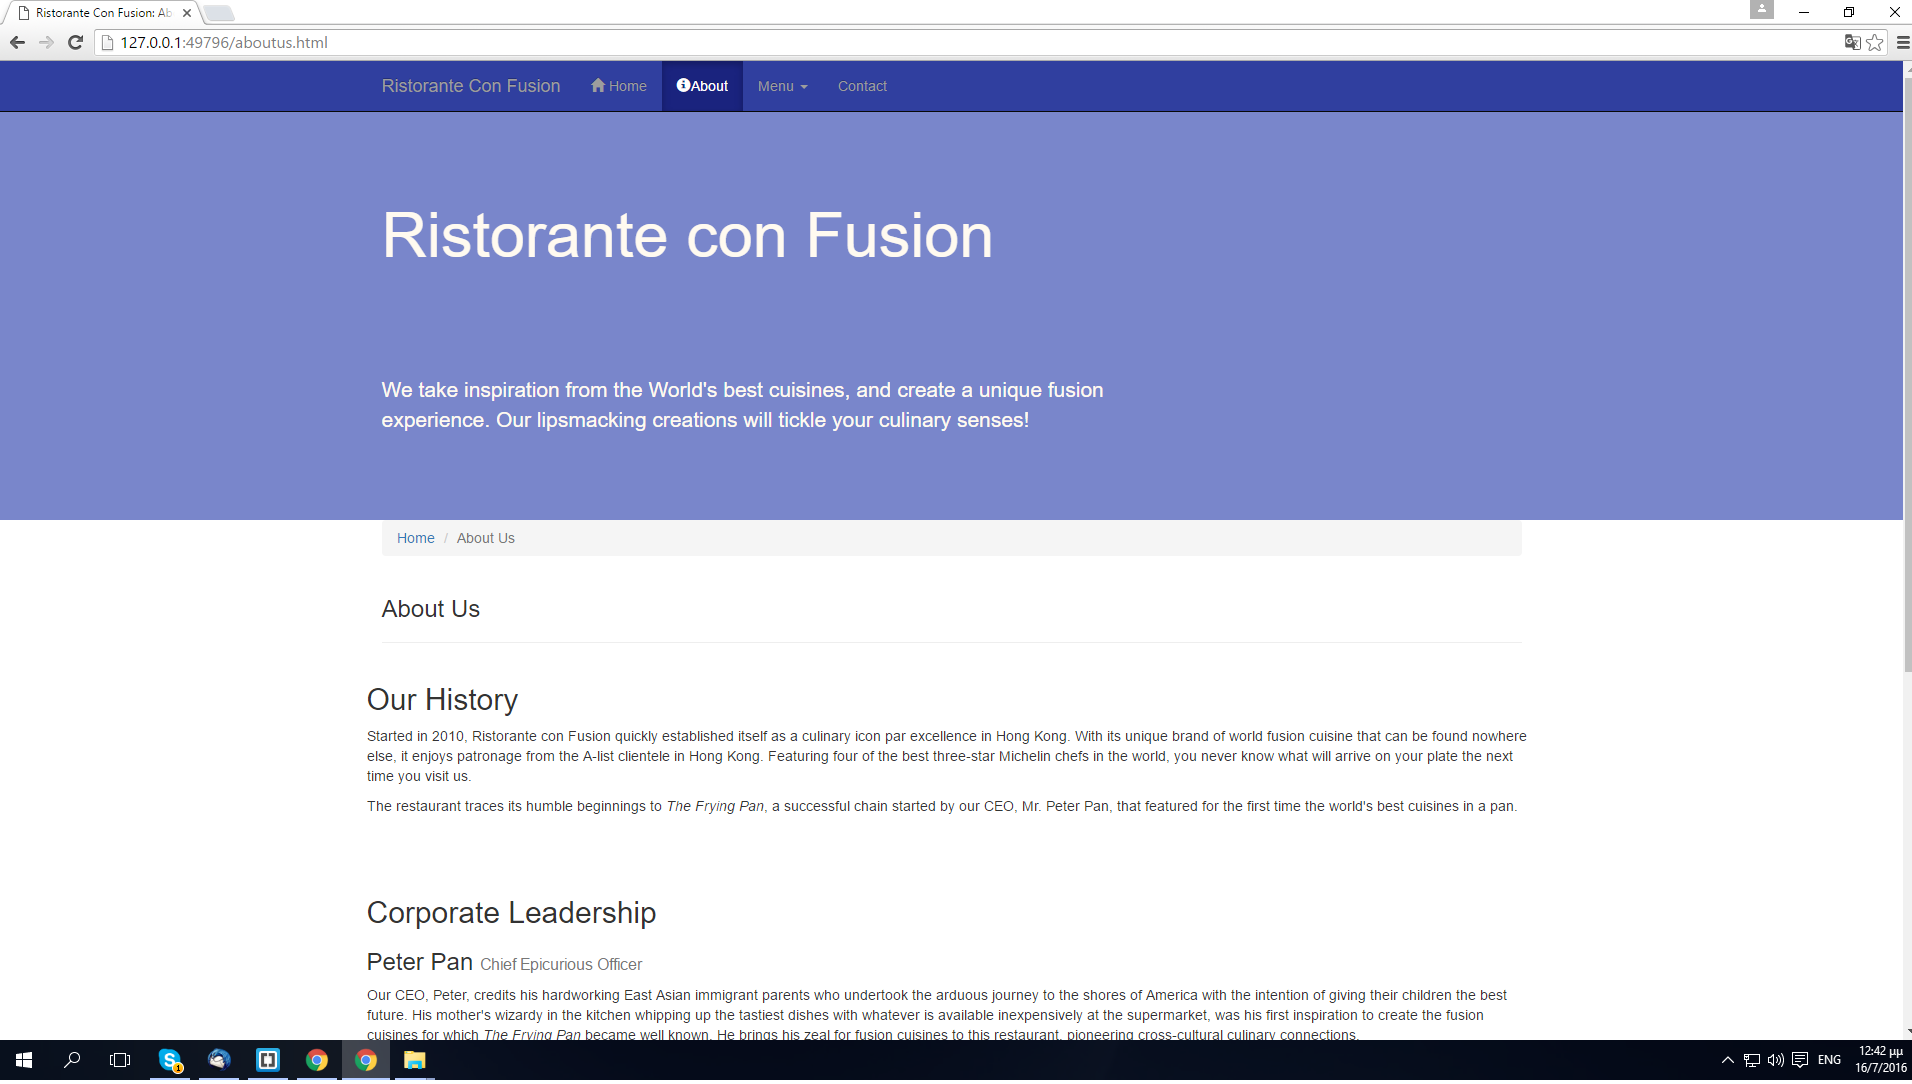 Ristorante Con Fusion: Ab
127.0.0.1:49796/aboutus.html
Ristorante Con Fusion Home About Menu Contact
Ristorante con Fusion
We take inspiration from the World's best cuisines, and create a unique fusion
experience. Our lipsmacking creations will tickle your culinary senses!
Home / About Us
About Us
Our History
Started in 2010, Ristorante con Fusion quickly established itself as a culinary icon par excellence in Hong Kong. With its unique brand of world fusion cuisine that can be found nowhere
else, it enjoys patronage from the A-list clientele in Hong Kong. Featuring four of the best three-star Michelin chefs in the world, you never know what will arrive on your plate the next
time you visit us.
The restaurant traces its humble beginnings to The Frying Pan, a successful chain started by our CEO, Mr. Peter Pan, that featured for the first time the world's best cuisines in a pan.
Corporate Leadership
Peter Pan Chief Epicurious Officer
Our CEO, Peter, credits his hardworking East Asian immigrant parents who undertook the arduous journey to the shores of America with the intention of giving their children the best
future. His mother's wizardy in the kitchen whipping up the tastiest dishes with whatever is available inexpensively at the supermarket, was his first inspiration to create the fusion
cuisines for which The Frying Pan became well known. He brings his zeal for fusion cuisines to this restaurant, pioneering cross-cultural culinary connections.
S 1
ENG
12:42 μμ
16/7/2016